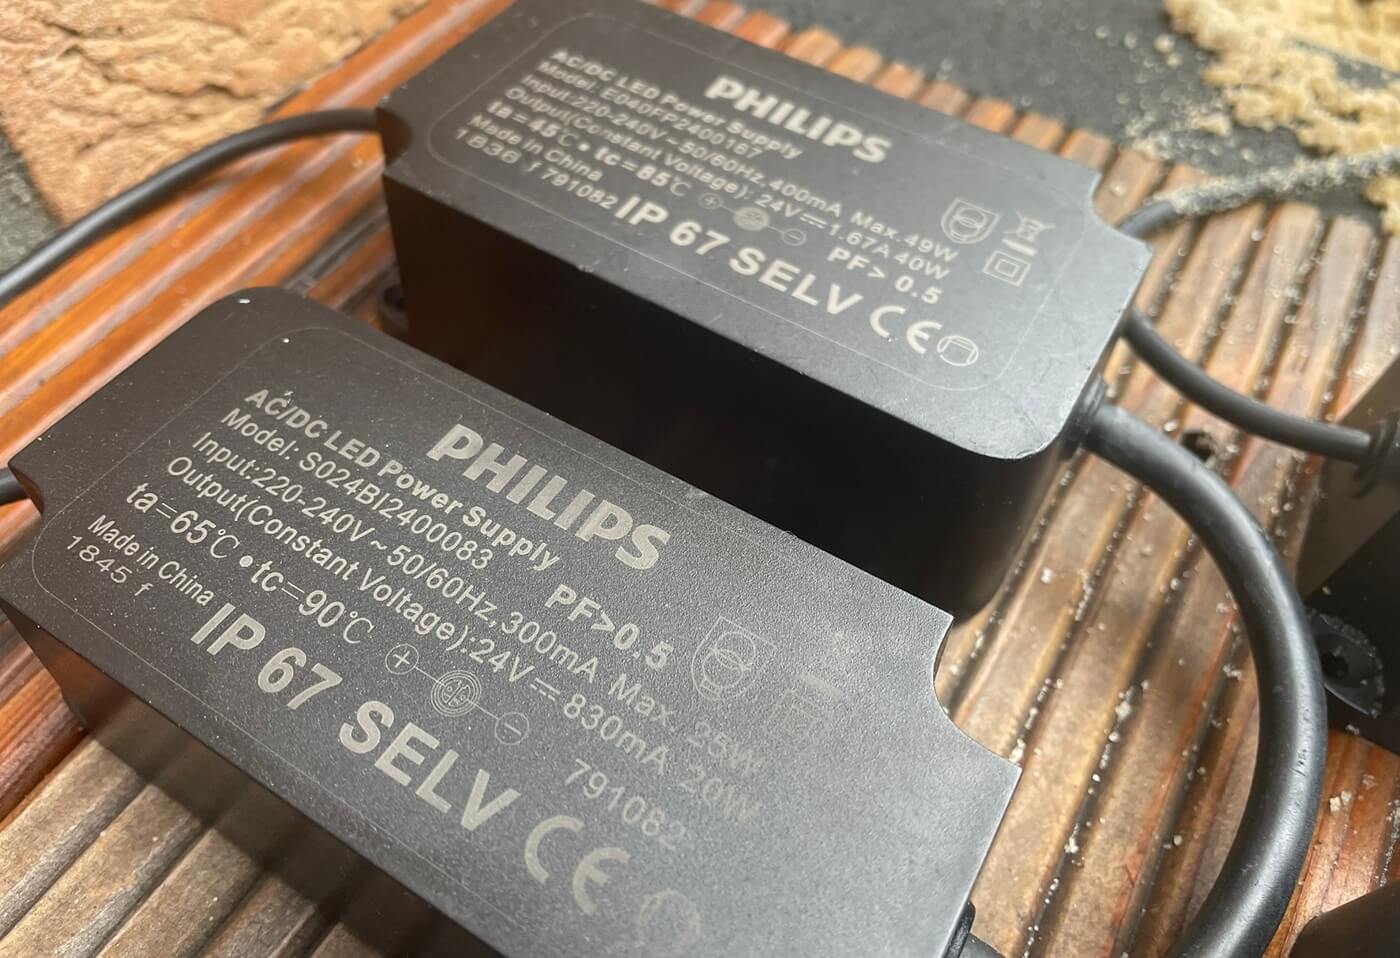 PHILIPS
AC/DC LED Power Supply
Model: E040FP2400167
Input:220-240V~50/60Hz,400mA Max.49W
Output(Constant Voltage):24V⎓1.67A 40W
ta=45℃•tc=85℃ PF> 0.5
Made in China
1836 f 791082
IP 67 SELV CE
PHILIPS
AC/DC LED Power Supply
Model: S024BI2400083 PF>0.5
Input:220-240V~50/60Hz,300mA Max. 25W
Output(Constant Voltage):24V⎓830mA 20W
ta=65℃•tc=90℃
Made in China 791082
1845 f
IP 67 SELV CE